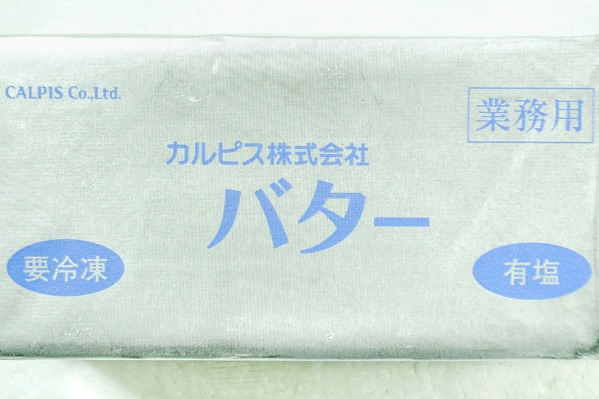 CALPIS Co.,Ltd.
業務用
カルピス株式会社
バター
要冷凍
有塩